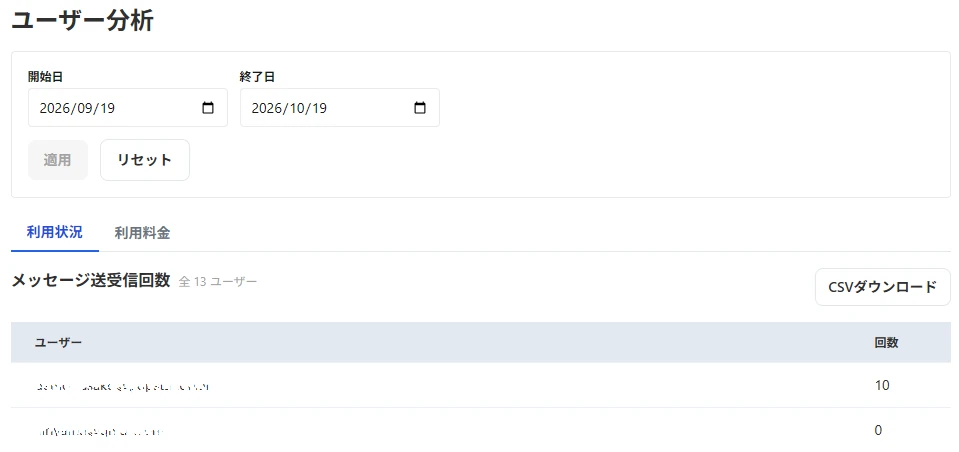 ユーザー分析
開始日 終了日
2026/09/19 2026/10/19
適用 リセット
利用状況 利用料金
メッセージ送受信回数 全 13 ユーザー CSVダウンロード
ユーザー 回数
10
0